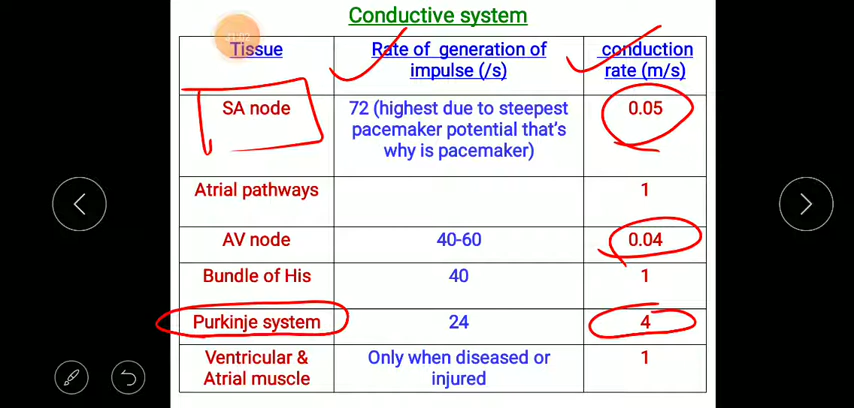 Conductive system
Tissue
Rate of generation of
impulse (/s)
conduction
rate (m/s)
SA node
72 (highest due to steepest
pacemaker potential that's
why is pacemaker)
0.05
Atrial pathways
1
AV node
40-60
0.04
Bundle of His
40
1
Purkinje system
24
4
Ventricular &
Atrial muscle
Only when diseased or
injured
1